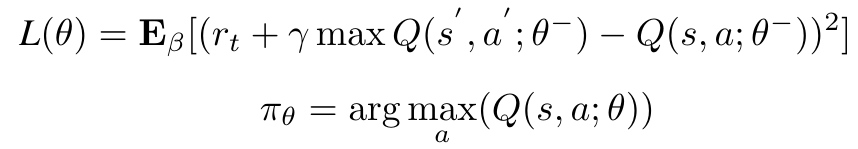 L(θ) = E_β[(r_t + γ max Q(s′, a′; θ⁻) − Q(s, a; θ⁻))²]
π_θ = arg max_a(Q(s, a; θ))